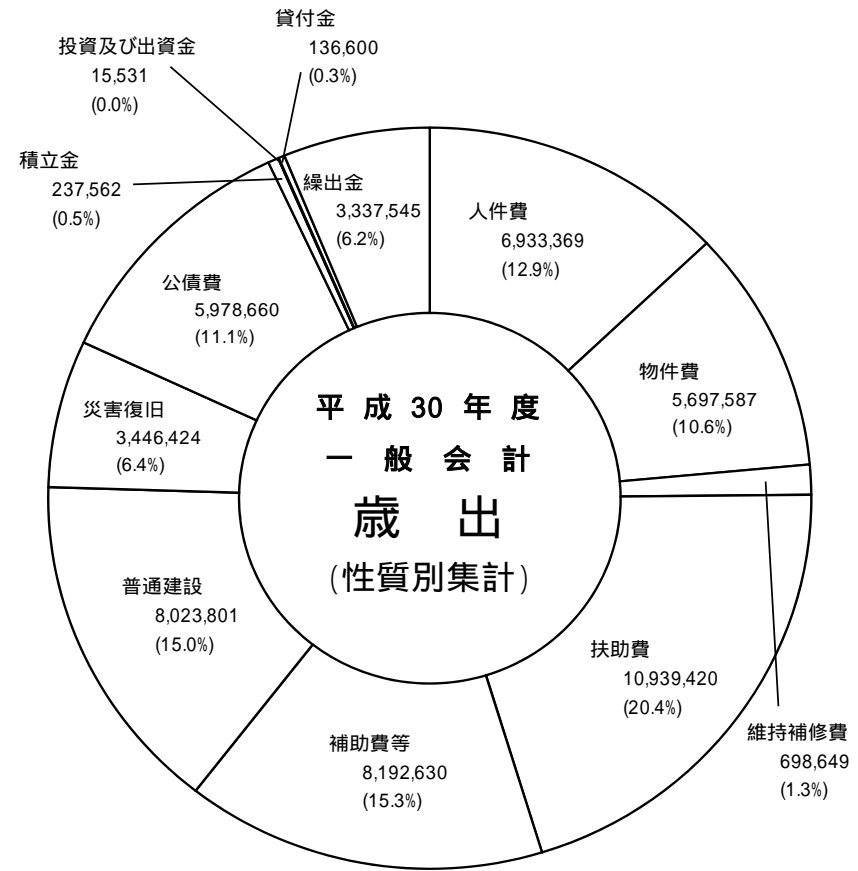 貸付金
136,600
(0.3%)
投資及び出資金
15,531
(0.0%)
積立金
237,562
(0.5%)
繰出金
3,337,545
(6.2%)
人件費
6,933,369
(12.9%)
公債費
5,978,660
(11.1%)
物件費
5,697,587
(10.6%)
災害復旧
3,446,424
(6.4%)
平成30年度
一般会計
歳出
(性質別集計)
普通建設
8,023,801
(15.0%)
扶助費
10,939,420
(20.4%)
維持補修費
698,649
(1.3%)
補助費等
8,192,630
(15.3%)